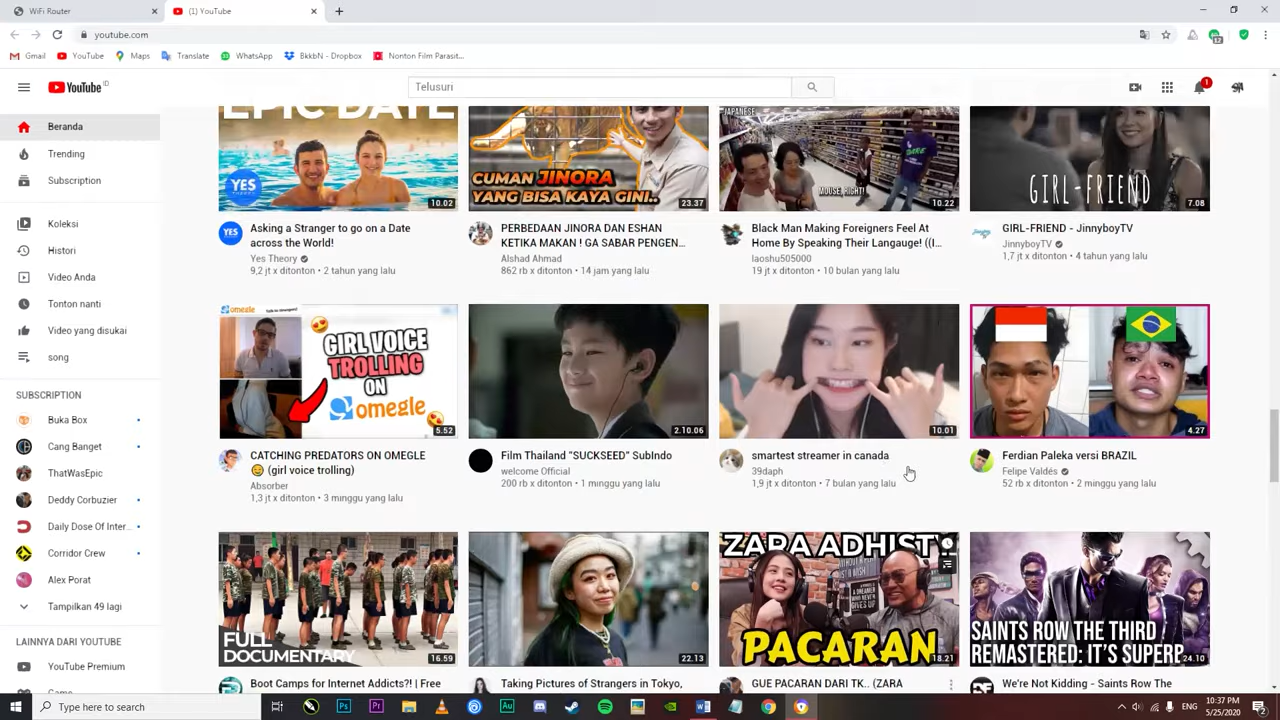 WiFi Router
(1) YouTube
youtube.com
Gmail
YouTube
Maps
Translate
WhatsApp
BkkbN - Dropbox
Nonton Film Parasit...
YouTube ID
Telusuri
1
Beranda
Trending
Subscription
Koleksi
Histori
Video Anda
Tonton nanti
Video yang disukai
song
SUBSCRIPTION
Buka Box
Cang Banget
ThatWasEpic
Deddy Corbuzier
Daily Dose Of Inter...
Corridor Crew
Alex Porat
Tampilkan 49 lagi
LAINNYA DARI YOUTUBE
YouTube Premium
EPIC DATE
YES
10.02
CUMAN JINORA
YANG BISA KAYA GINI..
23.37
JAPANESE
MOUSE, RIGHT!
10.22
GIRL-FRIEND
7.08
Asking a Stranger to go on a Date
across the World!
Yes Theory
9,2 jt x ditonton • 2 tahun yang lalu
PERBEDAAN JINORA DAN ESHAN
KETIKA MAKAN ! GA SABAR PENGEN...
Alshad Ahmad
862 rb x ditonton • 14 jam yang lalu
Black Man Making Foreigners Feel At
Home By Speaking Their Langauge! ((I...
laoshu505000
19 jt x ditonton • 10 bulan yang lalu
GIRL-FRIEND - JinnyboyTV
JinnyboyTV
1,7 jt x ditonton • 4 tahun yang lalu
omegle
GIRL VOICE
TROLLING
ON
omegle
5.52
2.10.06
10.01
4.27
CATCHING PREDATORS ON OMEGLE
(girl voice trolling)
Absorber
1,3 jt x ditonton • 3 minggu yang lalu
Film Thailand "SUCKSEED" SubIndo
welcome Official
200 rb x ditonton • 1 minggu yang lalu
smartest streamer in canada
39daph
1,9 jt x ditonton • 7 bulan yang lalu
Ferdian Paleka versi BRAZIL
Felipe Valdés
52 rb x ditonton • 2 minggu yang lalu
FULL
DOCUMENTARY
16.59
22.13
ZARA ADHISTY
PACARAN
18.21
SAINTS ROW THE THIRD
REMASTERED: IT'S SUPERP
24.10
Boot Camps for Internet Addicts?! | Free
Taking Pictures of Strangers in Tokyo,
GUE PACARAN DARI TK.. (ZARA
We're Not Kidding - Saints Row The
Type here to search
10:37 PM
5/25/2020
2